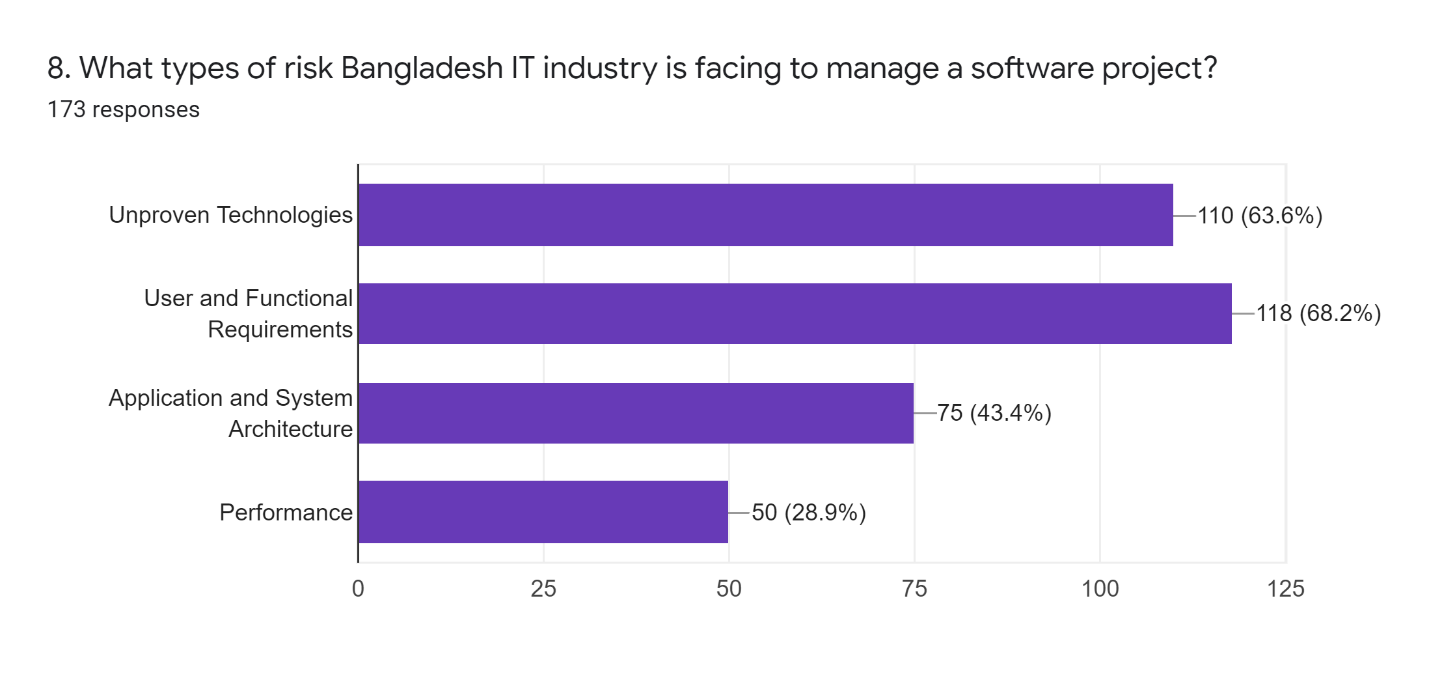 8. What types of risk Bangladesh IT industry is facing to manage a software project?
173 responses
Unproven Technologies
110 (63.6%)
User and Functional
Requirements
118 (68.2%)
Application and System
Architecture
75 (43.4%)
Performance
50 (28.9%)
0 25 50 75 100 125